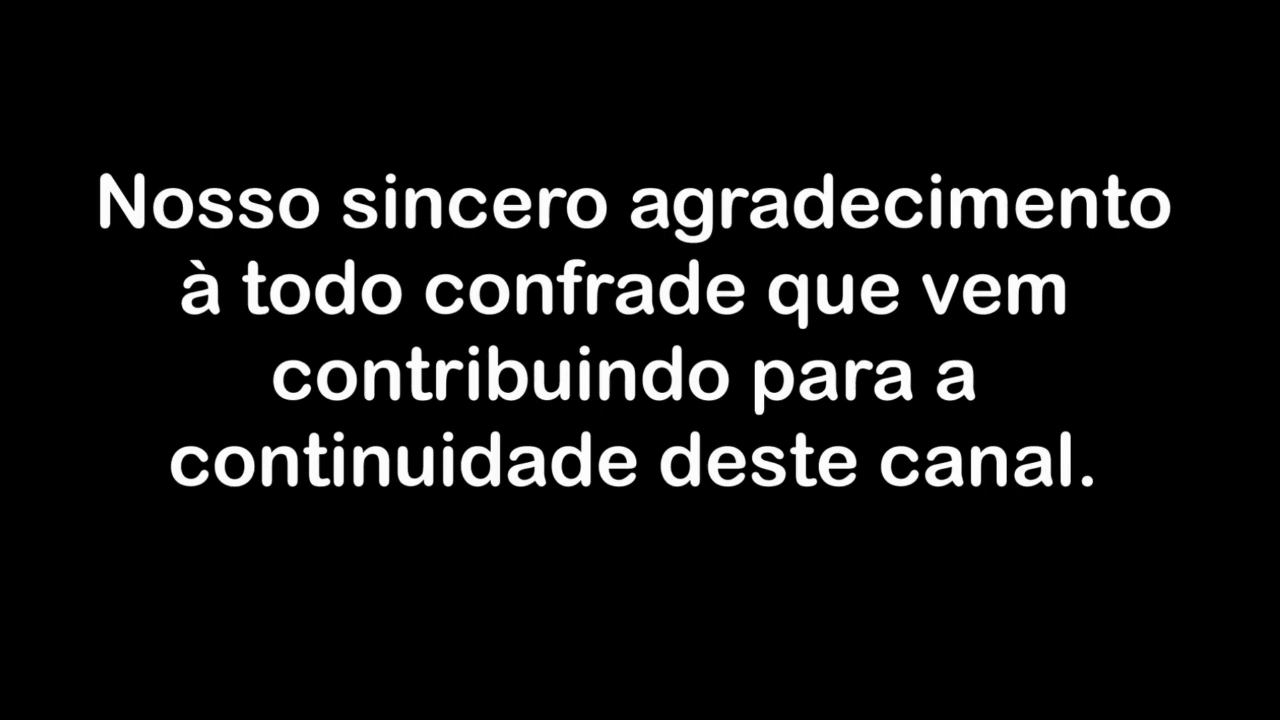 Nosso sincero agradecimento
à todo confrade que vem
contribuindo para a
continuidade deste canal.